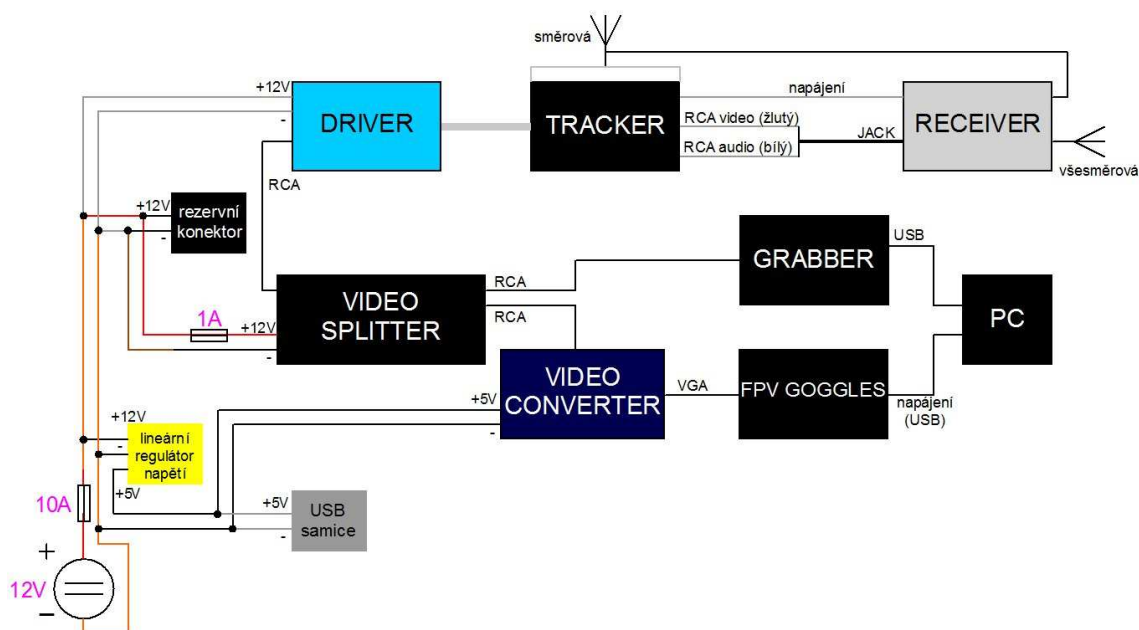 směrová
+12V
-
DRIVER
TRACKER
napájení
RCA video (žlutý)
RCA audio (bílý)
JACK
RECEIVER
všesměrová
RCA
+12V
-
rezervní
konektor
1A
+12V
-
VIDEO
SPLITTER
RCA
RCA
GRABBER
USB
PC
+5V
-
VIDEO
CONVERTER
VGA
FPV GOGGLES
napájení
(USB)
+12V
-
+5V
lineární
regulátor
napětí
10A
+5V
-
USB
samice
+
12V
−